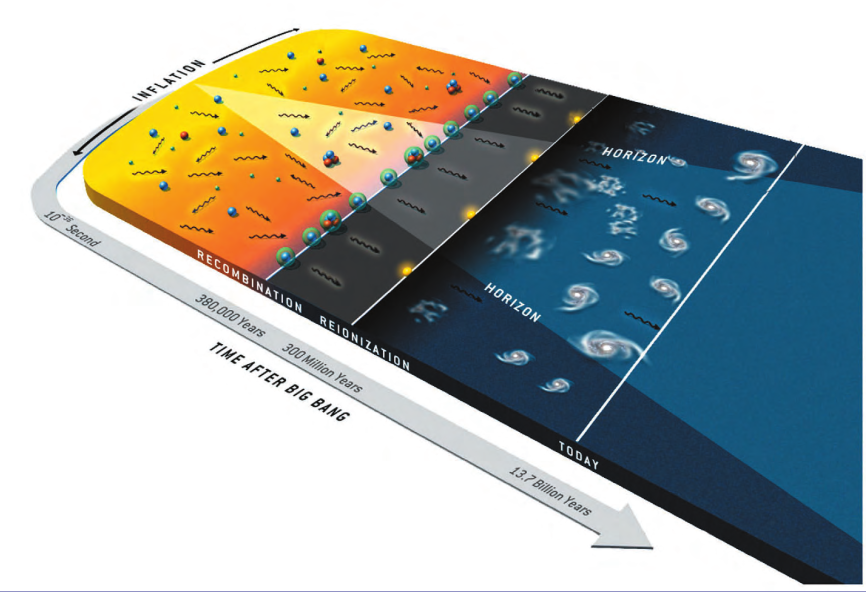 INFLATION
10⁻³⁶ Second
RECOMBINATION
380,000 Years
REIONIZATION
300 Million Years
TIME AFTER BIG BANG
HORIZON
HORIZON
TODAY
13.7 Billion Years